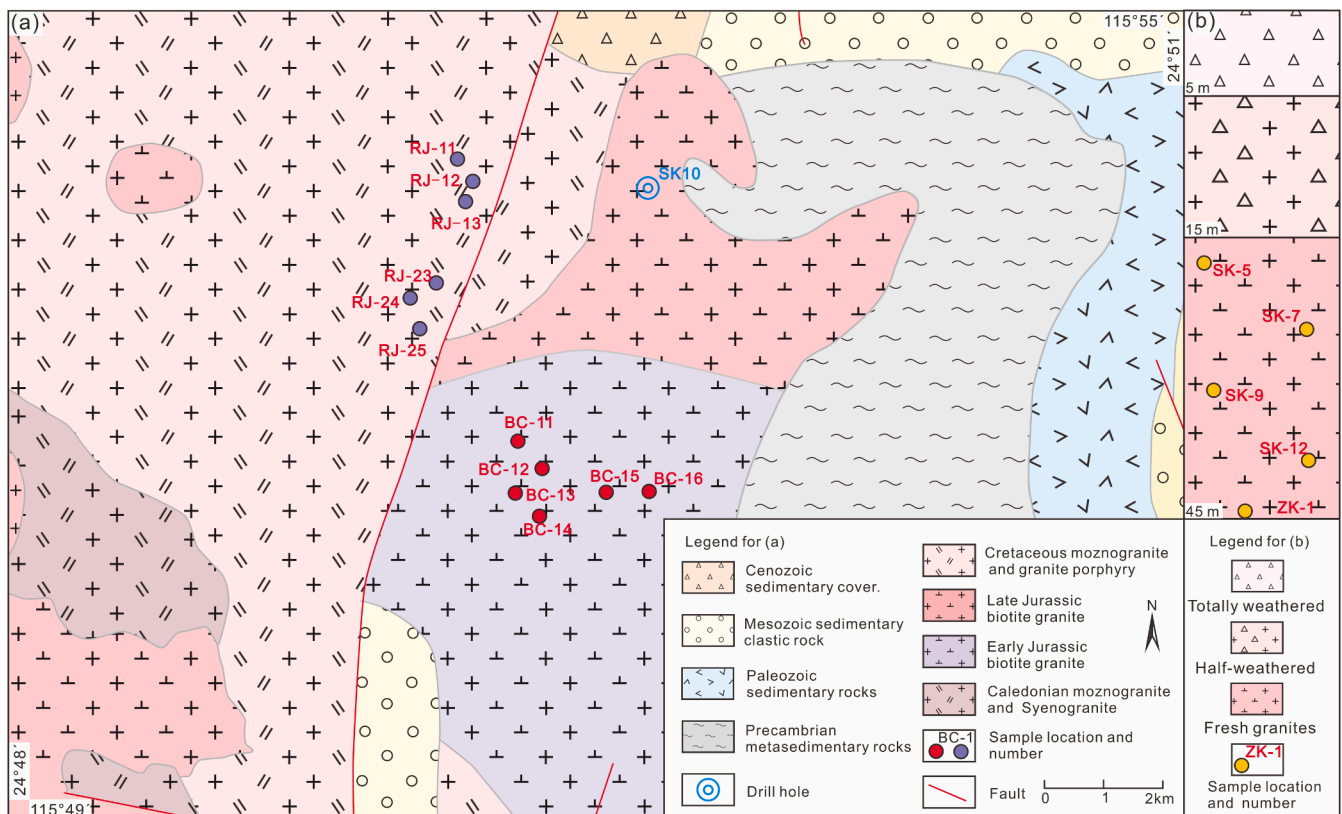 (a)
115°55′
24°51′
RJ-11
RJ-12
RJ-13
SK10
RJ-23
RJ-24
RJ-25
BC-11
BC-12
BC-13
BC-14
BC-15
BC-16
24°48′
115°49′
Legend for (a)
Cenozoic
sedimentary cover.
Mesozoic sedimentary
clastic rock
Paleozoic
sedimentary rocks
Precambrian
metasedimentary rocks
Drill hole
Cretaceous moznogranite
and granite porphyry
Late Jurassic
biotite granite
Early Jurassic
biotite granite
Caledonian moznogranite
and Syenogranite
BC-1
Sample location and
number
Fault
N
0 1 2km
(b)
5 m
15 m
SK-5
SK-7
SK-9
SK-12
ZK-1
45 m
Legend for (b)
Totally weathered
Half-weathered
Fresh granites
ZK-1
Sample location
and number